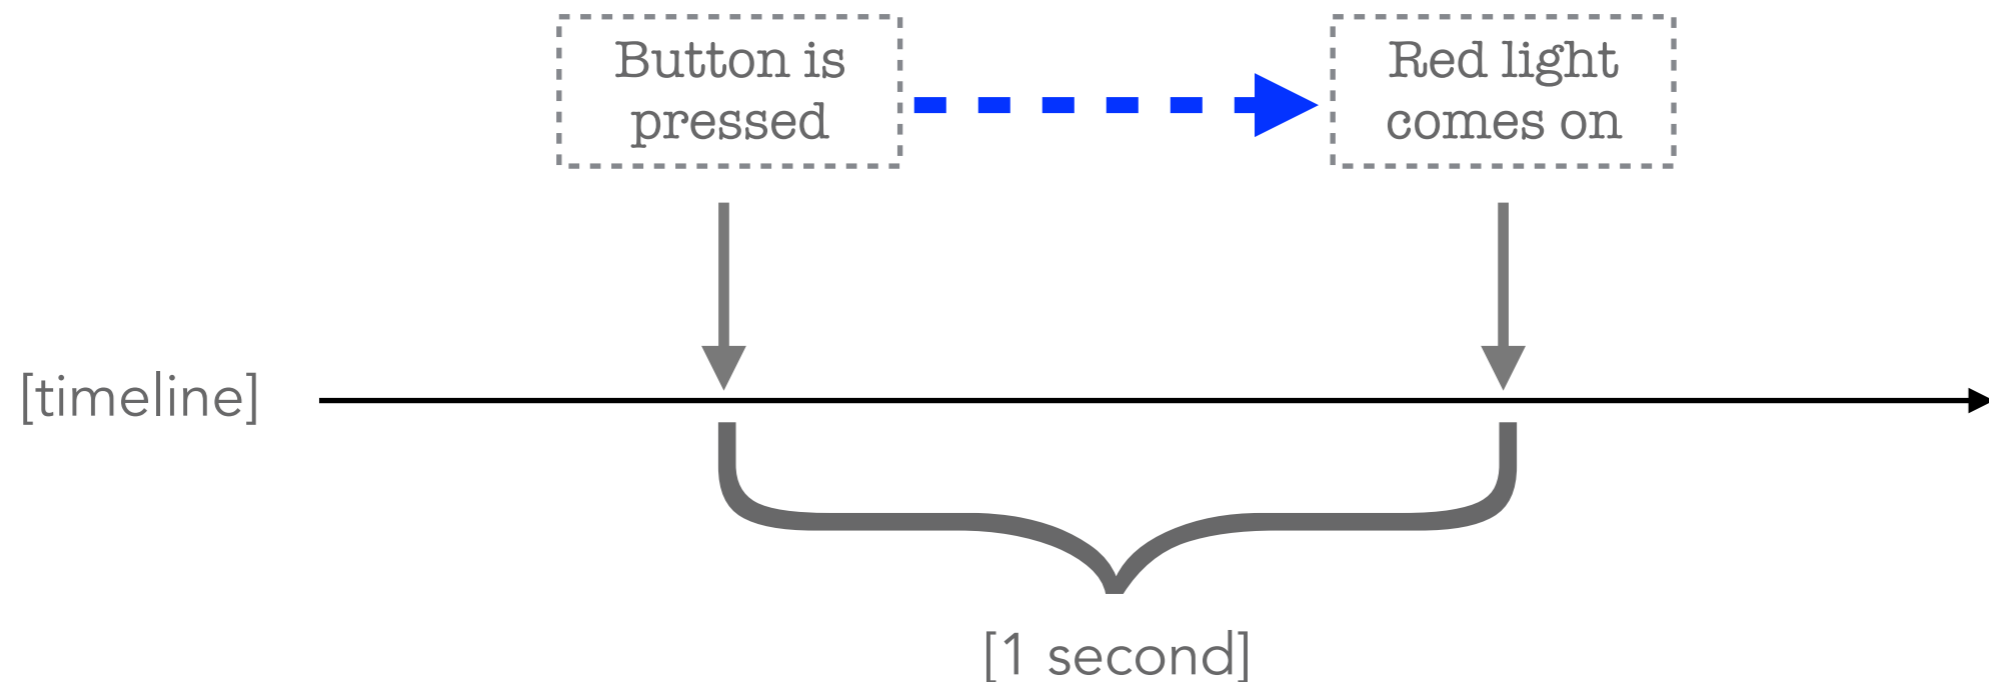 Button is
pressed
Red light
comes on
[timeline]
[1 second]